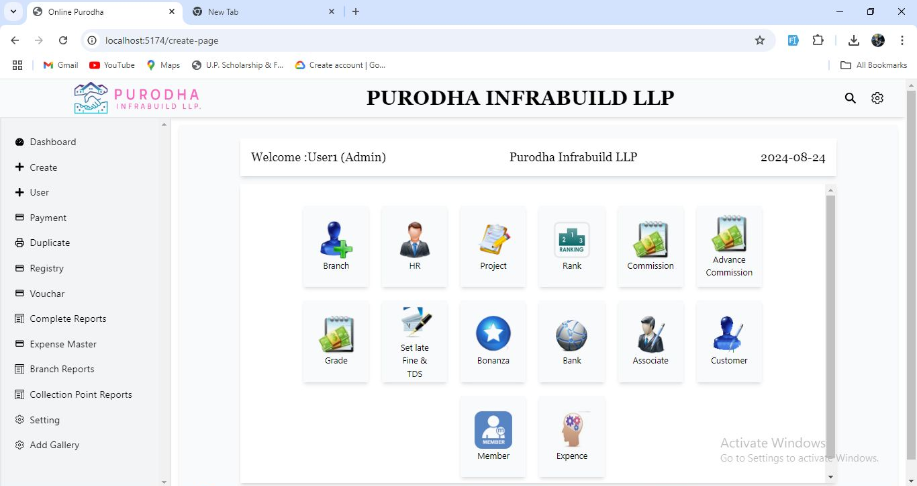 Online Purodha
New Tab
localhost:5174/create-page
Gmail
YouTube
Maps
U.P. Scholarship & F...
Create account | Go...
All Bookmarks
PURODHA
INFRABUILD LLP.
PURODHA INFRABUILD LLP
Dashboard
Create
User
Payment
Duplicate
Registry
Vouchar
Complete Reports
Expense Master
Branch Reports
Collection Point Reports
Setting
Add Gallery
Welcome :User1 (Admin)
Purodha Infrabuild LLP
2024-08-24
Branch
HR
Project
1
2
3
RANKING
Rank
Commission
Advance
Commission
Grade
Set late
Fine &
TDS
Bonanza
Bank
Associate
Customer
MEMBER
Member
Expence
Activate Windows
Go to Settings to activate Windows.